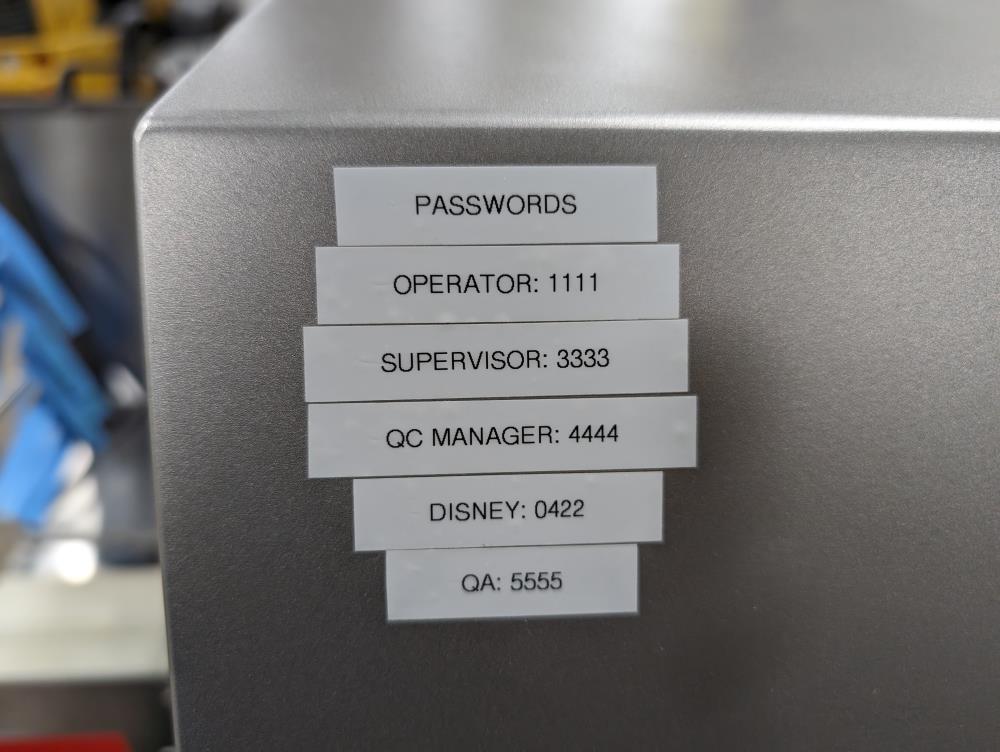 PASSWORDS
OPERATOR: 1111
SUPERVISOR: 3333
QC MANAGER: 4444
DISNEY: 0422
QA: 5555